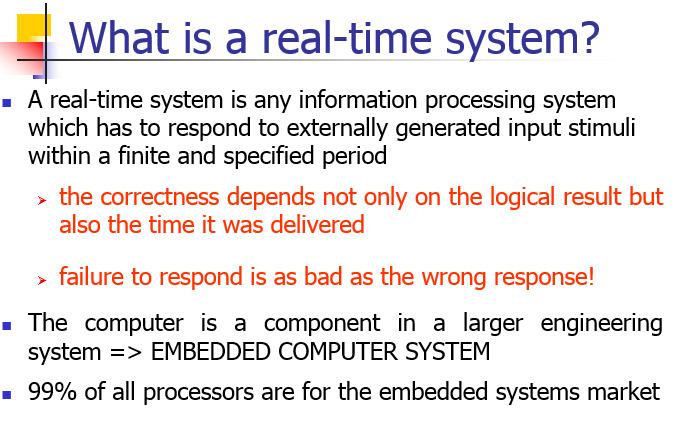 What is a real-time system?
A real-time system is any information processing system
which has to respond to externally generated input stimuli
within a finite and specified period
the correctness depends not only on the logical result but
also the time it was delivered
failure to respond is as bad as the wrong response!
The computer is a component in a larger engineering
system => EMBEDDED COMPUTER SYSTEM
99% of all processors are for the embedded systems market